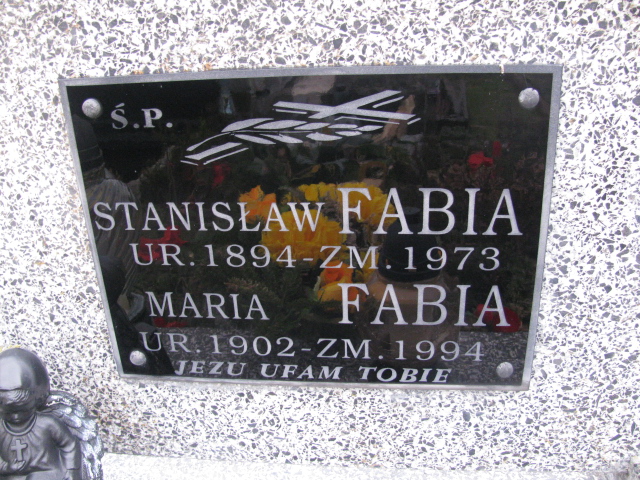 Ś.P.
STANISŁAW FABIA
UR. 1894-ZM. 1973
MARIA FABIA
UR. 1902-ZM. 1994
JEZU UFAM TOBIE